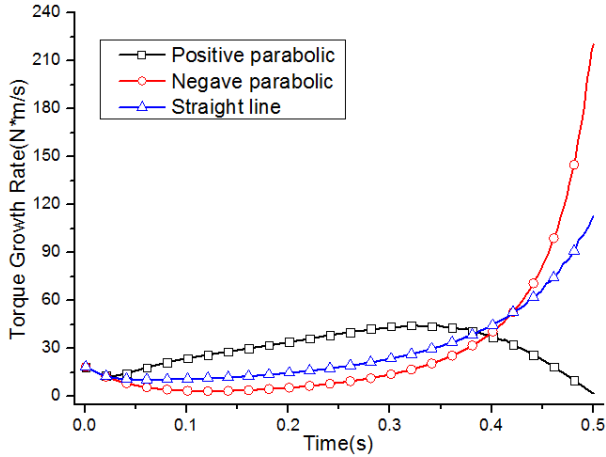 240
210
180
150
120
90
60
30
0
Torque Growth Rate(N*m/s)
Positive parabolic
Negave parabolic
Straight line
0.0 0.1 0.2 0.3 0.4 0.5
Time(s)